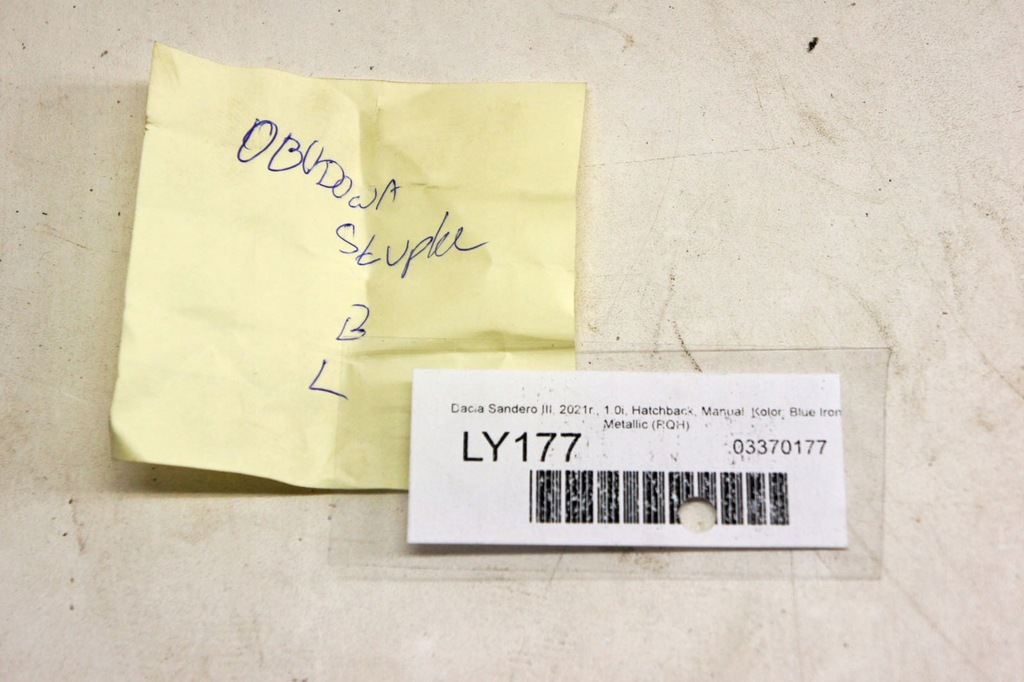 OBUDOWA
Słupka
B
L
Dacia Sandero III, 2021r., 1.0i, Hatchback, Manual, Kolor, Blue Iron
Metallic (RQH)
LY177
03370177